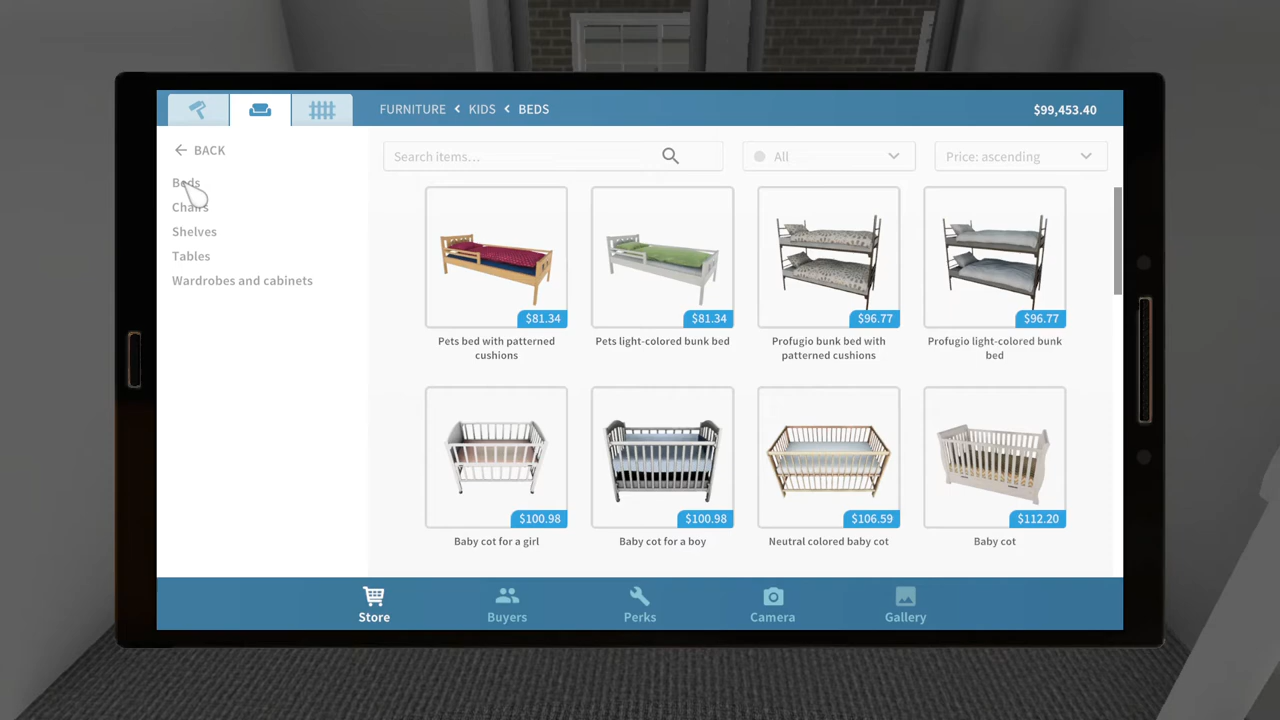 FURNITURE < KIDS < BEDS
$99,453.40
BACK
Beds
Chairs
Shelves
Tables
Wardrobes and cabinets
Search items...
All
Price: ascending
$81.34
$81.34
$96.77
$96.77
Pets bed with patterned
cushions
Pets light-colored bunk bed
Profugio bunk bed with
patterned cushions
Profugio light-colored bunk
bed
$100.98
$100.98
$106.59
$112.20
Baby cot for a girl
Baby cot for a boy
Neutral colored baby cot
Baby cot
Store
Buyers
Perks
Camera
Gallery